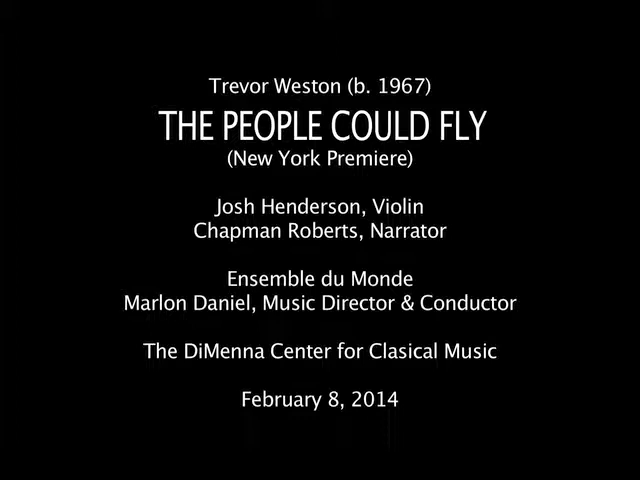 Trevor Weston (b. 1967)
THE PEOPLE COULD FLY
(New York Premiere)
Josh Henderson, Violin
Chapman Roberts, Narrator
Ensemble du Monde
Marlon Daniel, Music Director & Conductor
The DiMenna Center for Clasical Music
February 8, 2014